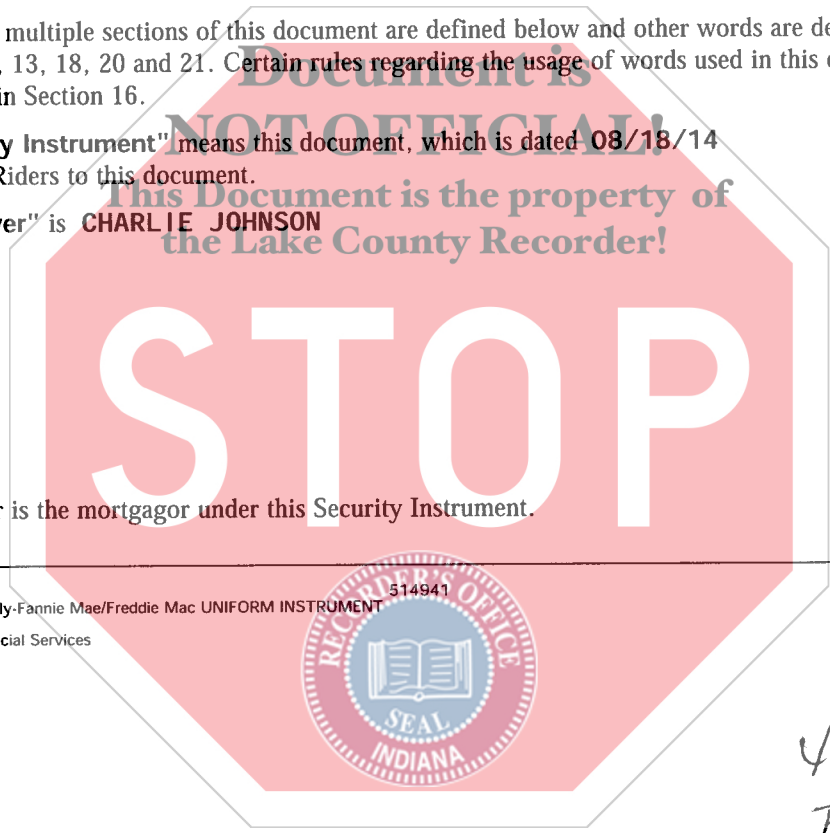 multiple sections of this document are defined below and other words are de
, 13, 18, 20 and 21. Certain rules regarding the usage of words used in this
in Section 16.
Document is
y Instrument" means this document, which is dated 08/18/14
NOT OFFICIAL!
Riders to this document.
This Document is the property of
er" is CHARLIE JOHNSON
the Lake County Recorder!
STOP
is the mortgagor under this Security Instrument.
514941
ly-Fannie Mae/Freddie Mac UNIFORM INSTRUMENT
cial Services
RECORDER'S OFFICE
SEAL
INDIANA